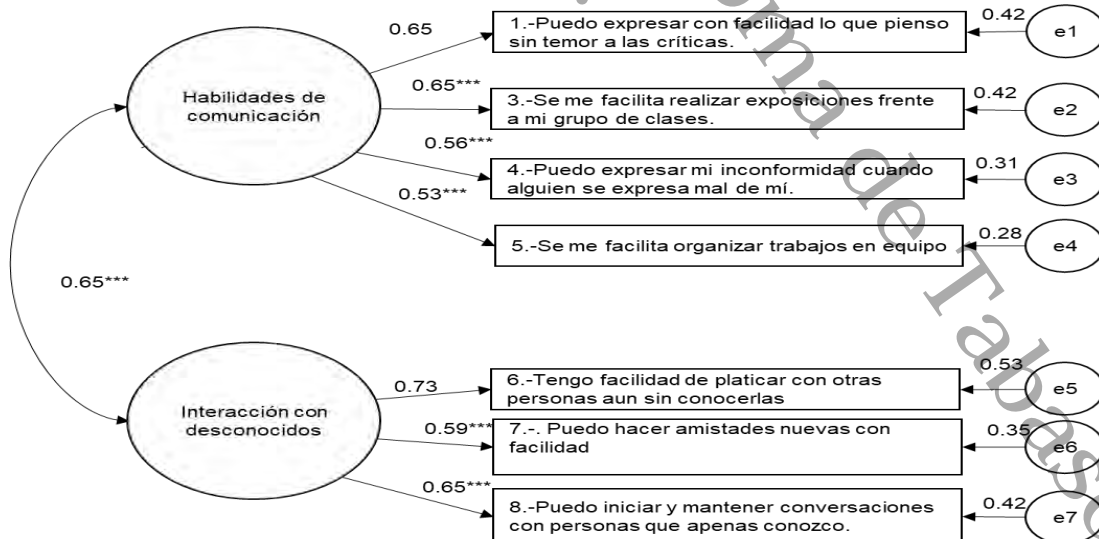 0.65
1.-Puedo expresar con facilidad lo que pienso
sin temor a las críticas.
0.42
e1
Habilidades de
comunicación
0.65***
3.-Se me facilita realizar exposiciones frente
a mi grupo de clases.
0.42
e2
0.56***
4.-Puedo expresar mi inconformidad cuando
alguien se expresa mal de mí.
0.31
e3
0.53***
5.-Se me facilita organizar trabajos en equipo
0.28
e4
0.65***
Interacción con
desconocidos
0.73
6.-Tengo facilidad de platicar con otras
personas aun sin conocerlas
0.53
e5
0.59***
7.-. Puedo hacer amistades nuevas con
facilidad
0.35
e6
0.65***
8.-Puedo iniciar y mantener conversaciones
con personas que apenas conozco.
0.42
e7
de